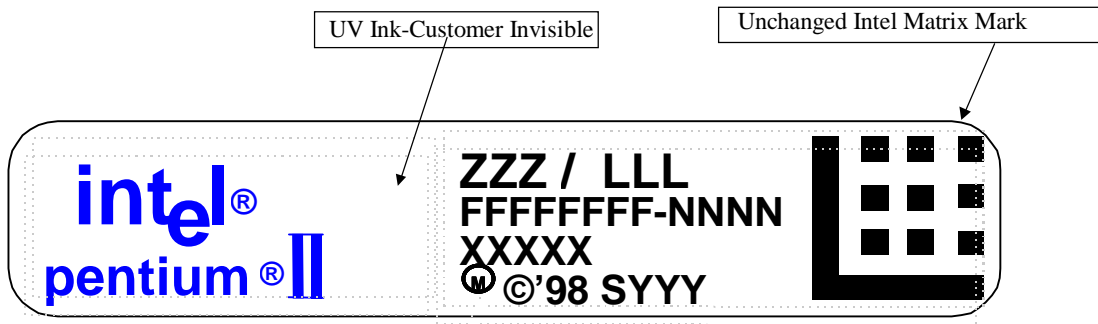 UV Ink-Customer Invisible
Unchanged Intel Matrix Mark
intel®
pentium ® II
ZZZ / LLL
FFFFFFFF-NNNN
XXXXX
Ⓜ ©’98 SYYY